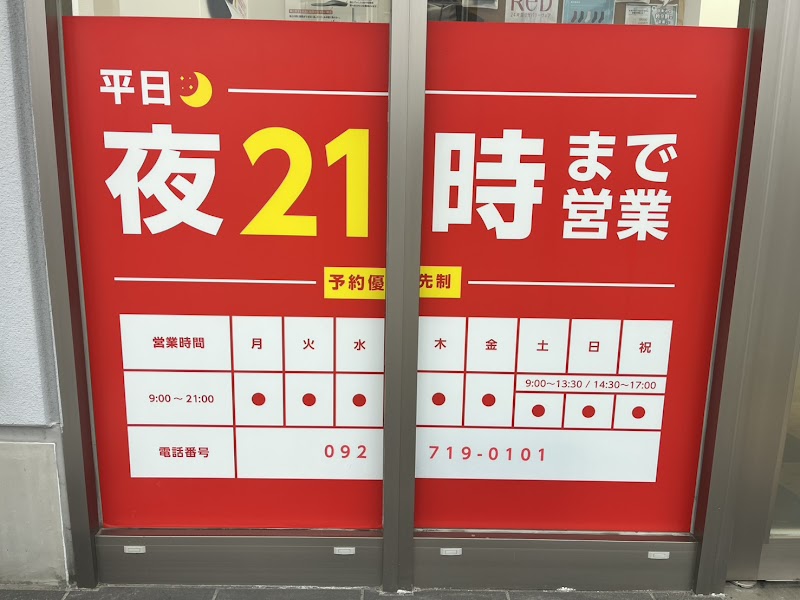 ReD
平日
夜21時まで営業
予約優先制
営業時間 月 火 水 木 金 土 日 祝
9:00～21:00 ● ● ● ● ● 9:00～13:30 / 14:30～17:00
● ● ●
電話番号 092 719-0101